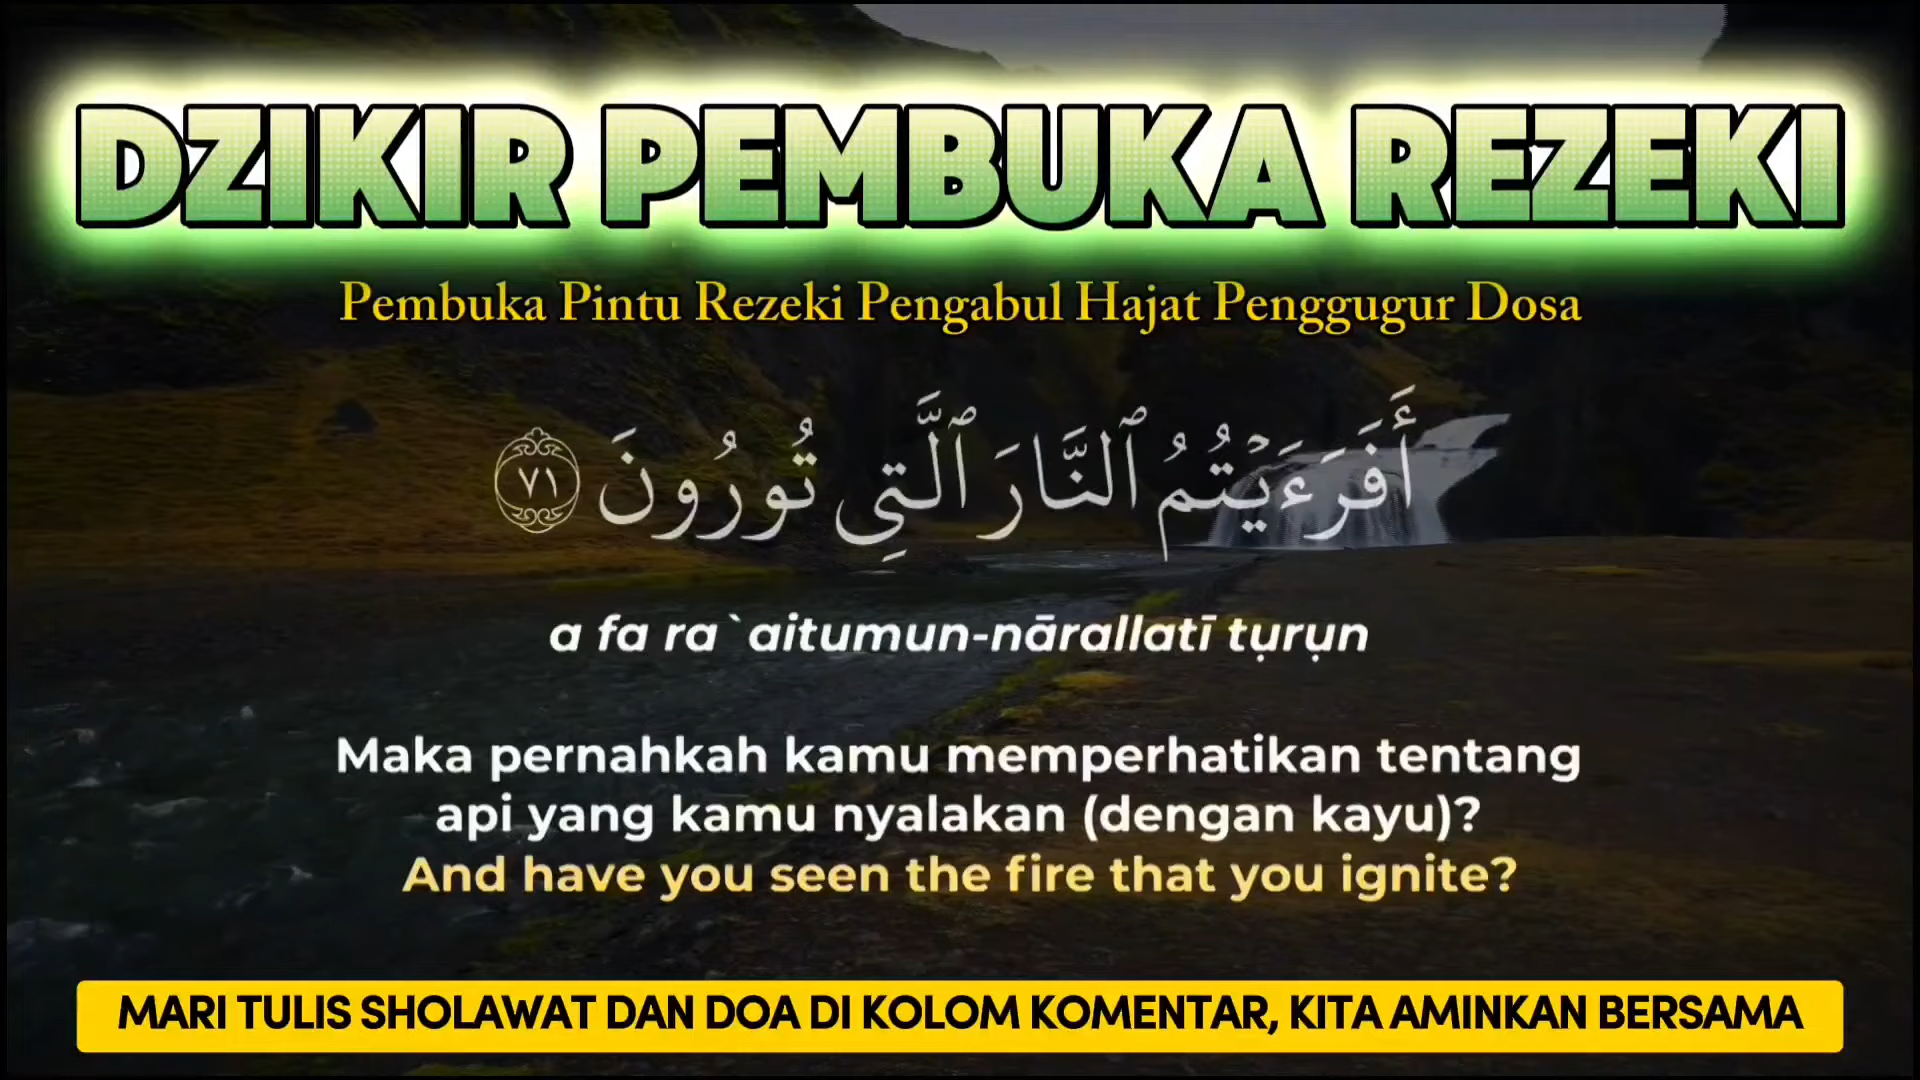 DZIKIR PEMBUKA REZEKI
Pembuka Pintu Rezeki Pengabul Hajat Penggugur Dosa
أَفَرَءَيۡتُمُ ٱلنَّارَ ٱلَّتِي تُورُونَ ٧١
a fa ra`aitumun-nārallatī tụrụn
Maka pernahkah kamu memperhatikan tentang
api yang kamu nyalakan (dengan kayu)?
And have you seen the fire that you ignite?
MARI TULIS SHOLAWAT DAN DOA DI KOLOM KOMENTAR, KITA AMINKAN BERSAMA